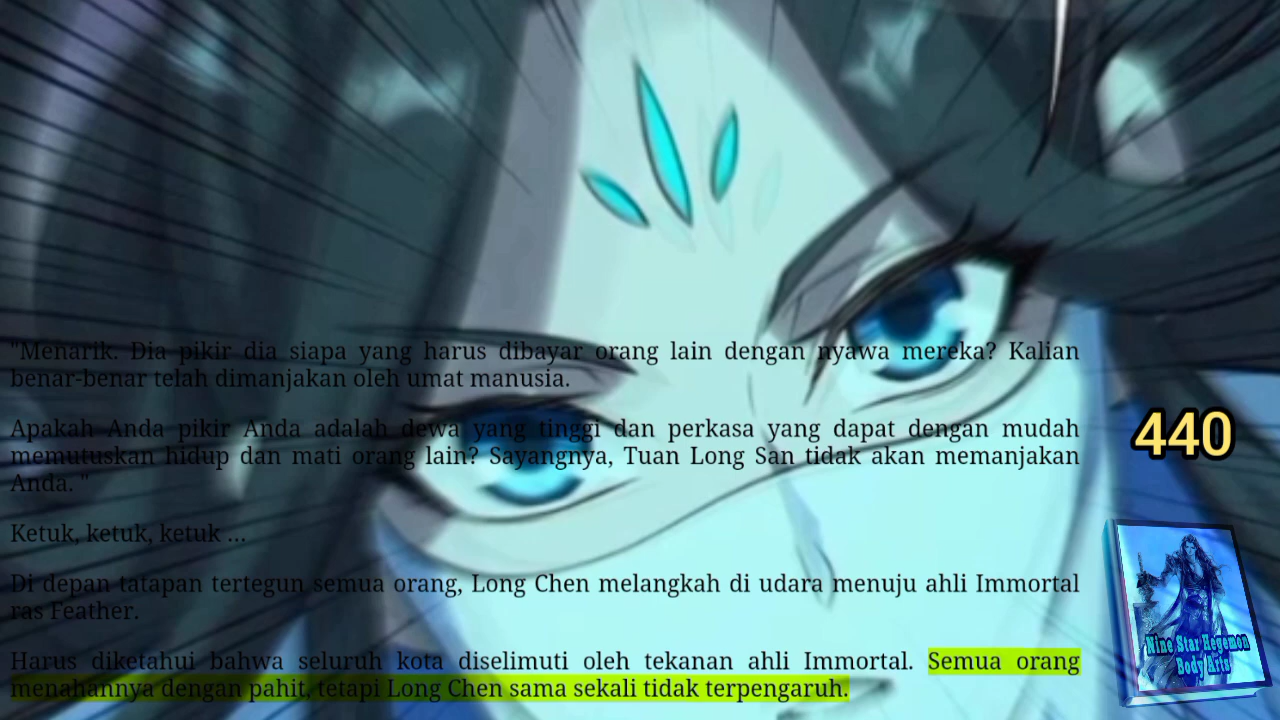 "Menarik. Dia pikir dia siapa yang harus dibayar orang lain dengan nyawa mereka? Kalian
benar-benar telah dimanjakan oleh umat manusia.
Apakah Anda pikir Anda adalah dewa yang tinggi dan perkasa yang dapat dengan mudah
memutuskan hidup dan mati orang lain? Sayangnya, Tuan Long San tidak akan memanjakan
Anda. "
Ketuk, ketuk, ketuk ...
Di depan tatapan tertegun semua orang, Long Chen melangkah di udara menuju ahli Immortal
ras Feather.
Harus diketahui bahwa seluruh kota diselimuti oleh tekanan ahli Immortal. Semua orang
menahannya dengan pahit, tetapi Long Chen sama sekali tidak terpengaruh.
440
Nine Star Hegemon
Body Arts